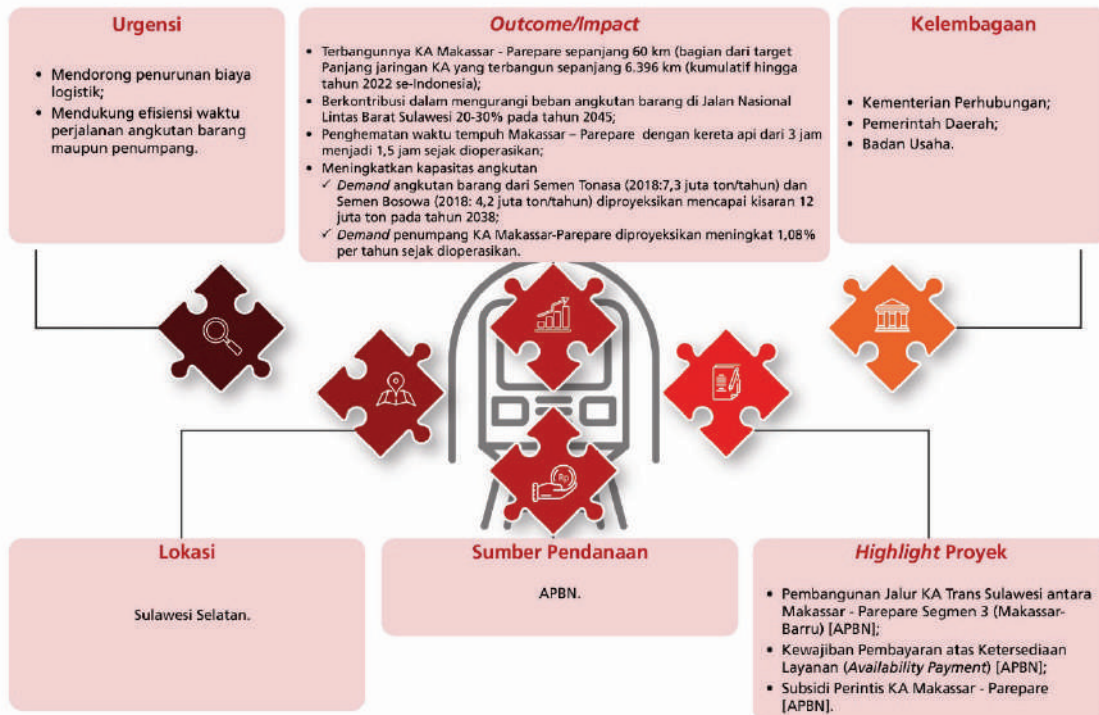 Urgensi
• Mendorong penurunan biaya
logistik;
• Mendukung efisiensi waktu
perjalanan angkutan barang
maupun penumpang.
Outcome/Impact
• Terbangunnya KA Makassar - Parepare sepanjang 60 km (bagian dari target
Panjang jaringan KA yang terbangun sepanjang 6.396 km (kumulatif hingga
tahun 2022 se-Indonesia);
• Berkontribusi dalam mengurangi beban angkutan barang di Jalan Nasional
Lintas Barat Sulawesi 20-30% pada tahun 2045;
• Penghematan waktu tempuh Makassar – Parepare dengan kereta api dari 3 jam
menjadi 1,5 jam sejak dioperasikan;
• Meningkatkan kapasitas angkutan
✓ Demand angkutan barang dari Semen Tonasa (2018:7,3 juta ton/tahun) dan
Semen Bosowa (2018: 4,2 juta ton/tahun) diproyeksikan mencapai kisaran 12
juta ton pada tahun 2038;
✓ Demand penumpang KA Makassar-Parepare diproyeksikan meningkat 1,08%
per tahun sejak dioperasikan.
Kelembagaan
• Kementerian Perhubungan;
• Pemerintah Daerah;
• Badan Usaha.
Rp
Lokasi
Sulawesi Selatan.
Sumber Pendanaan
APBN.
Highlight Proyek
• Pembangunan Jalur KA Trans Sulawesi antara
Makassar - Parepare Segmen 3 (Makassar-
Barru) [APBN];
• Kewajiban Pembayaran atas Ketersediaan
Layanan (Availability Payment) [APBN];
• Subsidi Perintis KA Makassar - Parepare
[APBN].